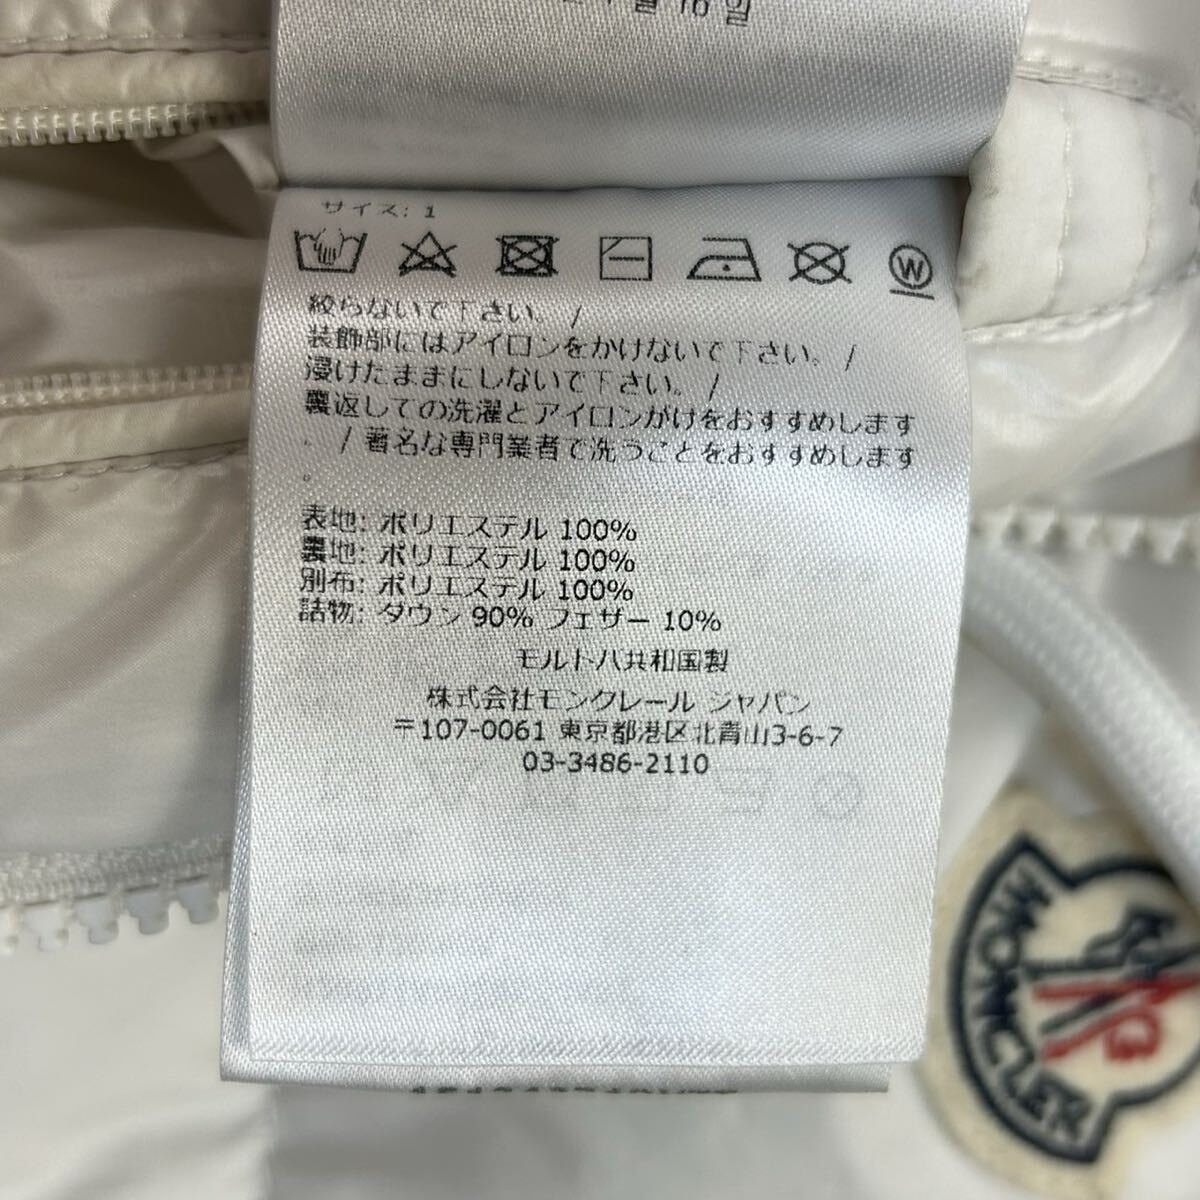 16일
サイズ: 1
W
絞らないで下さい。/
装飾部にはアイロンをかけないで下さい。/
浸けたままにしないで下さい。/
裏返しての洗濯とアイロンがけをおすすめします
。/ 著名な専門業者で洗うことをおすすめします
。
表地: ポリエステル 100%
裏地: ポリエステル 100%
別布: ポリエステル 100%
詰物: ダウン 90% フェザー 10%
モルドバ共和国製
株式会社モンクレール ジャパン
〒107-0061 東京都港区北青山3-6-7
03-3486-2110
MONCLER